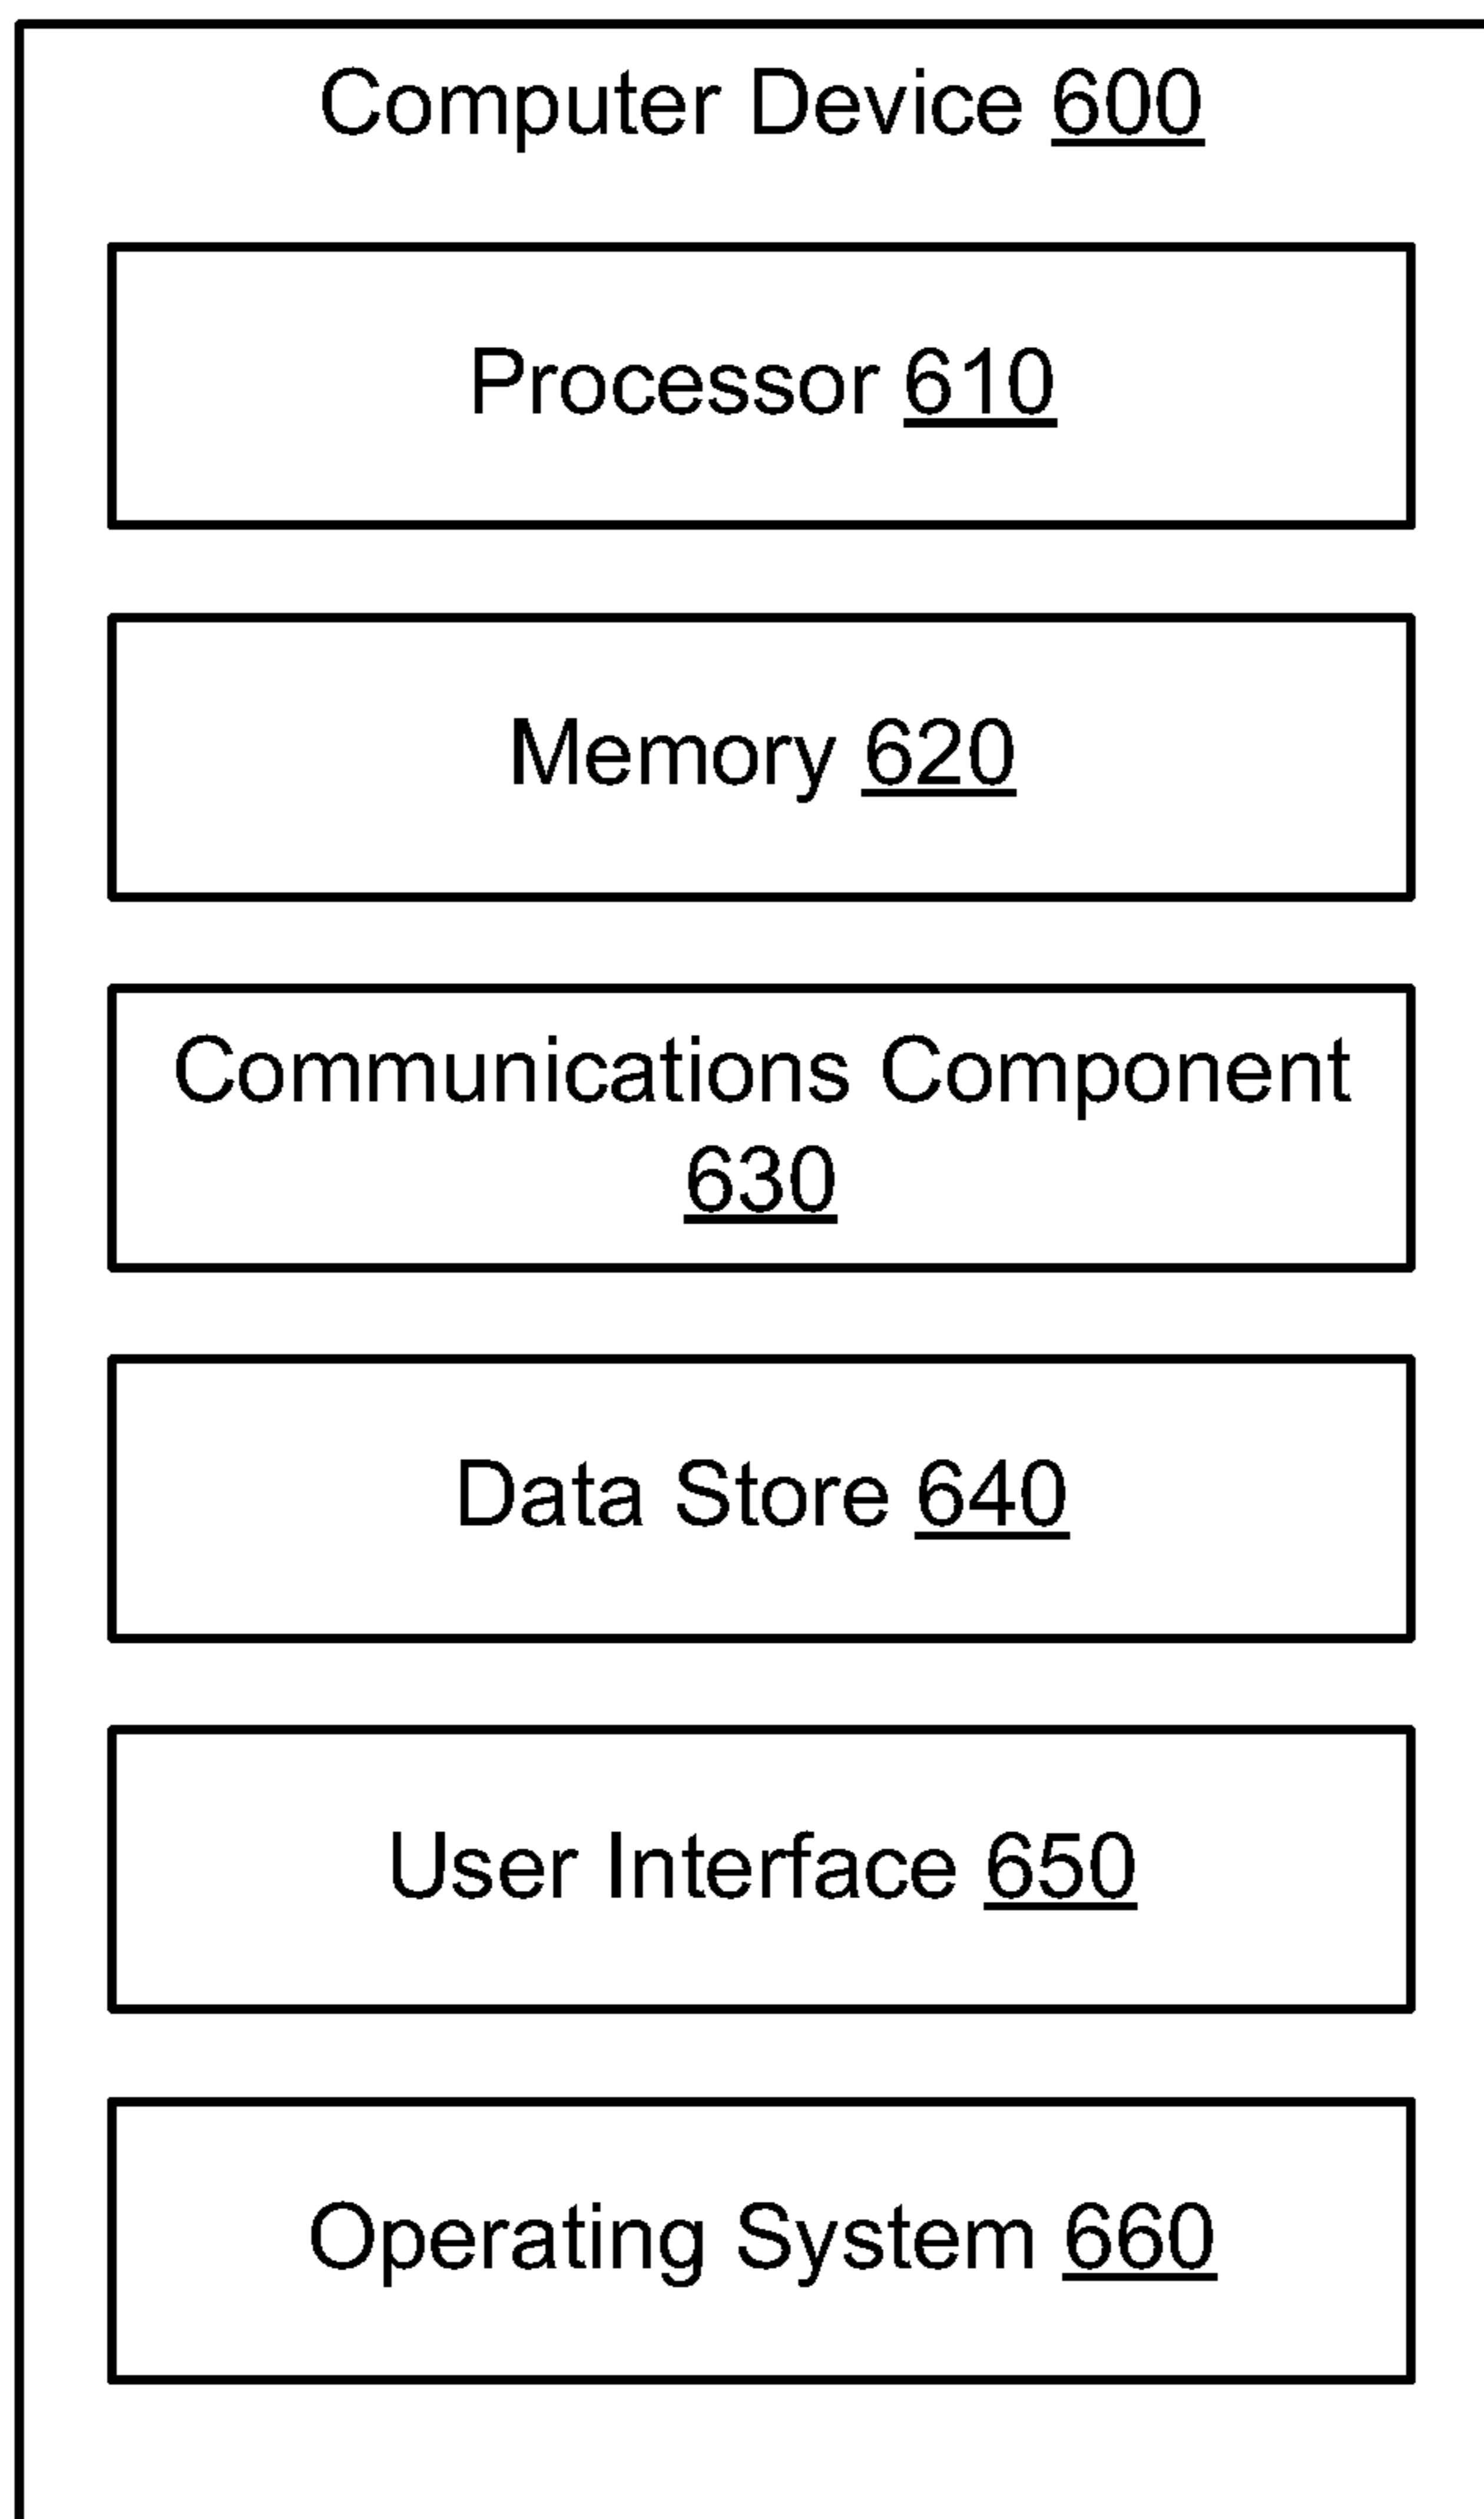 Computer Device 600
Processor 610
Memory 620
Communications Component
630
Data Store 640
User Interface 650
Operating System 660